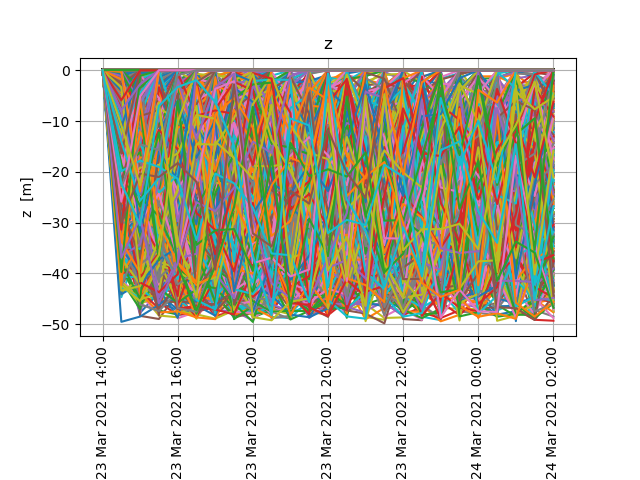 z
0
−10
−20
−30
−40
−50
z [m]
23 Mar 2021 14:00
23 Mar 2021 16:00
23 Mar 2021 18:00
23 Mar 2021 20:00
23 Mar 2021 22:00
24 Mar 2021 00:00
24 Mar 2021 02:00